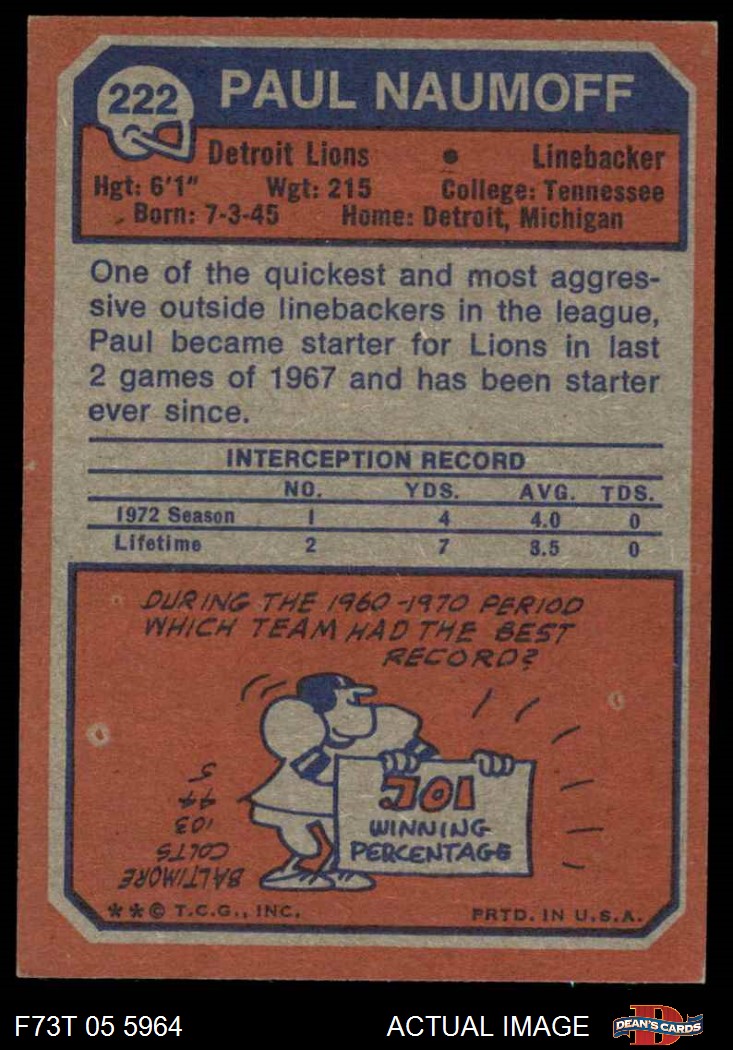 222
PAUL NAUMOFF
Detroit Lions • Linebacker
Hgt: 6'1" Wgt: 215 College: Tennessee
Born: 7-3-45 Home: Detroit, Michigan
One of the quickest and most aggres-
sive outside linebackers in the league,
Paul became starter for Lions in last
2 games of 1967 and has been starter
ever since.
INTERCEPTION RECORD
NO. YDS. AVG. TDS.
1972 Season 1 4 4.0 0
Lifetime 2 7 3.5 0
DURING THE 1960-1970 PERIOD
WHICH TEAM HAD THE BEST
RECORD?
.701
WINNING
PERCENTAGE
BALTIMORE
COLTS
103
44
5
**© T.C.G., INC. PRTD. IN U.S.A.
F73T 05 5964 ACTUAL IMAGE D DEAN'S CARDS